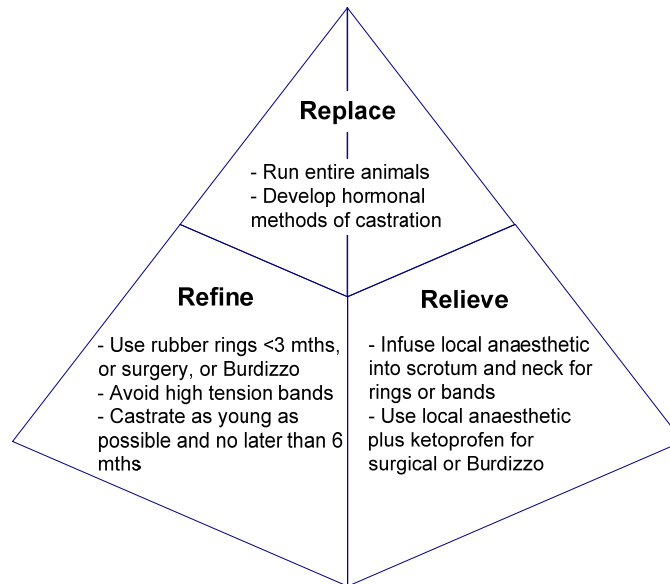 Replace
- Run entire animals
- Develop hormonal
methods of castration
Refine
- Use rubber rings <3 mths,
or surgery, or Burdizzo
- Avoid high tension bands
- Castrate as young as
possible and no later than 6
mths
Relieve
- Infuse local anaesthetic
into scrotum and neck for
rings or bands
- Use local anaesthetic
plus ketoprofen for
surgical or Burdizzo